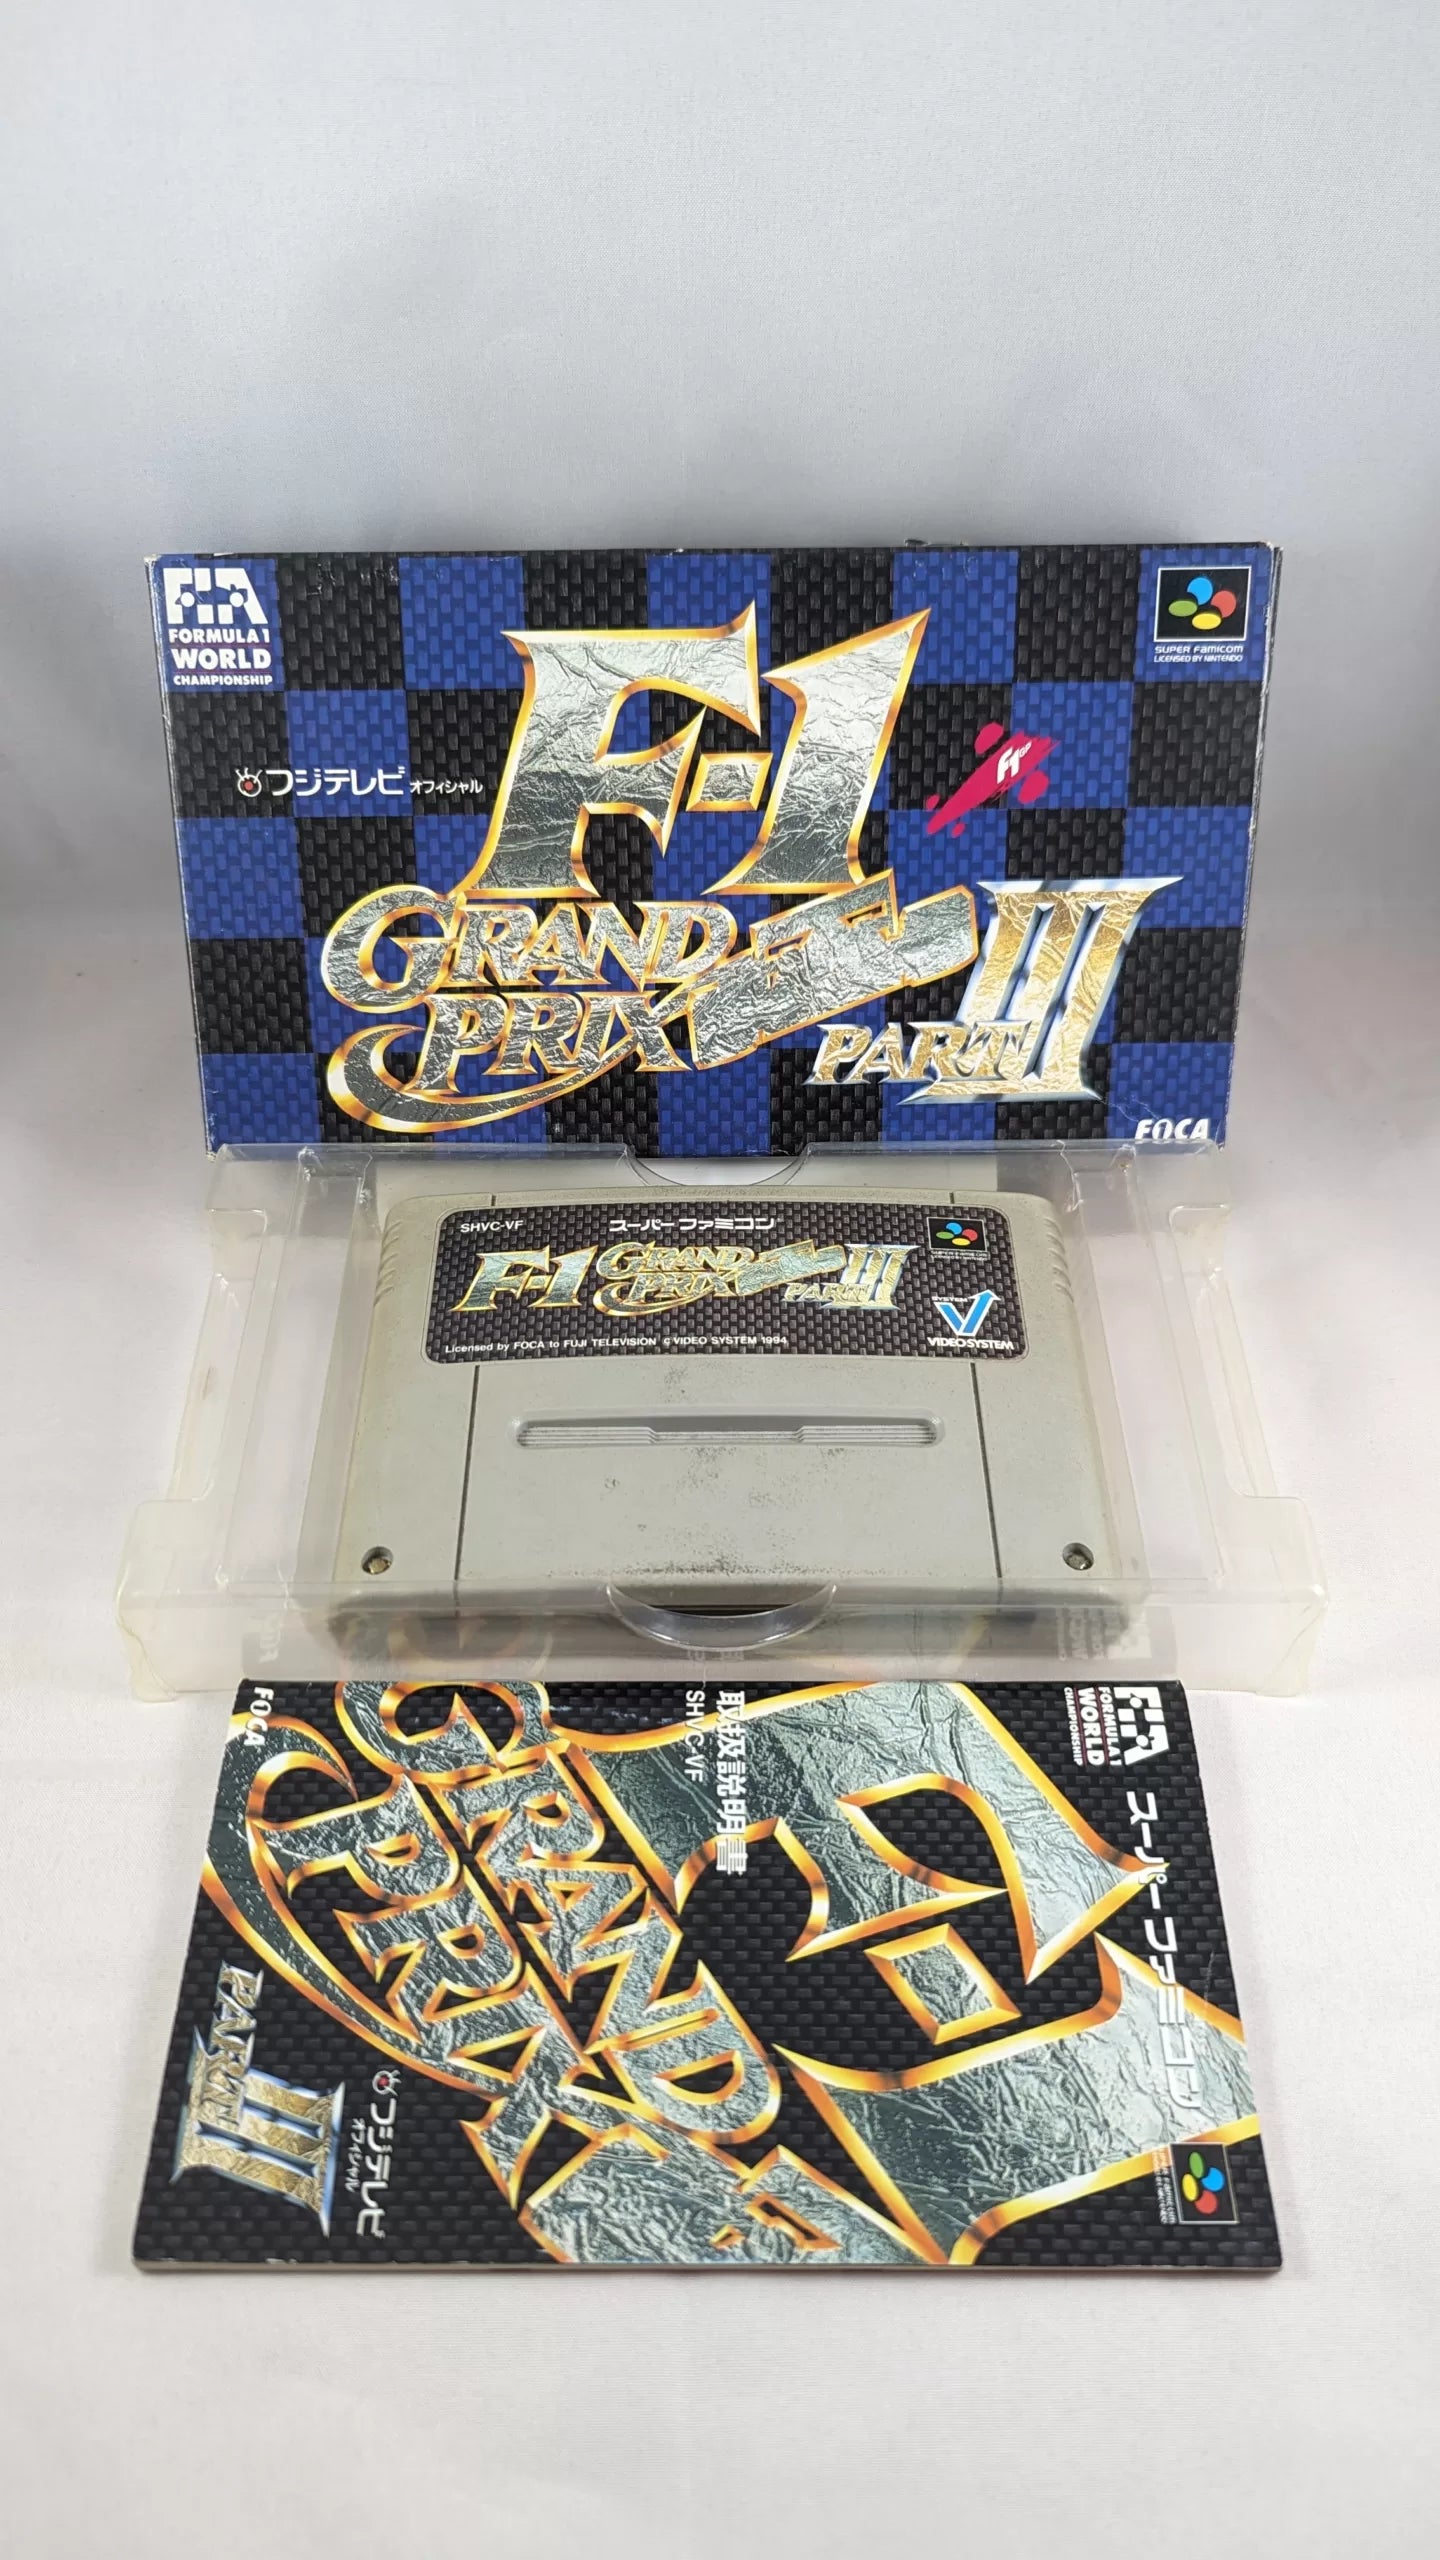 FIA
FORMULA 1
WORLD
CHAMPIONSHIP
SUPER FAMICOM
LICENSED BY NINTENDO
F-1
フジテレビ オフィシャル
F1GP
GRAND
PRIX
PART III
FOCA
SHVC-VF
スーパーファミコン
SUPER FAMICOM
F-1 GRAND
PRIX
PART III
SYSTEM
VIDEO SYSTEM
Licensed by FOCA to FUJI TELEVISION © VIDEO SYSTEM 1994
FIA
FORMULA 1
WORLD
CHAMPIONSHIP
スーパーファミコン
F-1
取扱説明書
SHVC-VF
GRAND
PRIX
フジテレビ
オフィシャル
PART III
FOCA